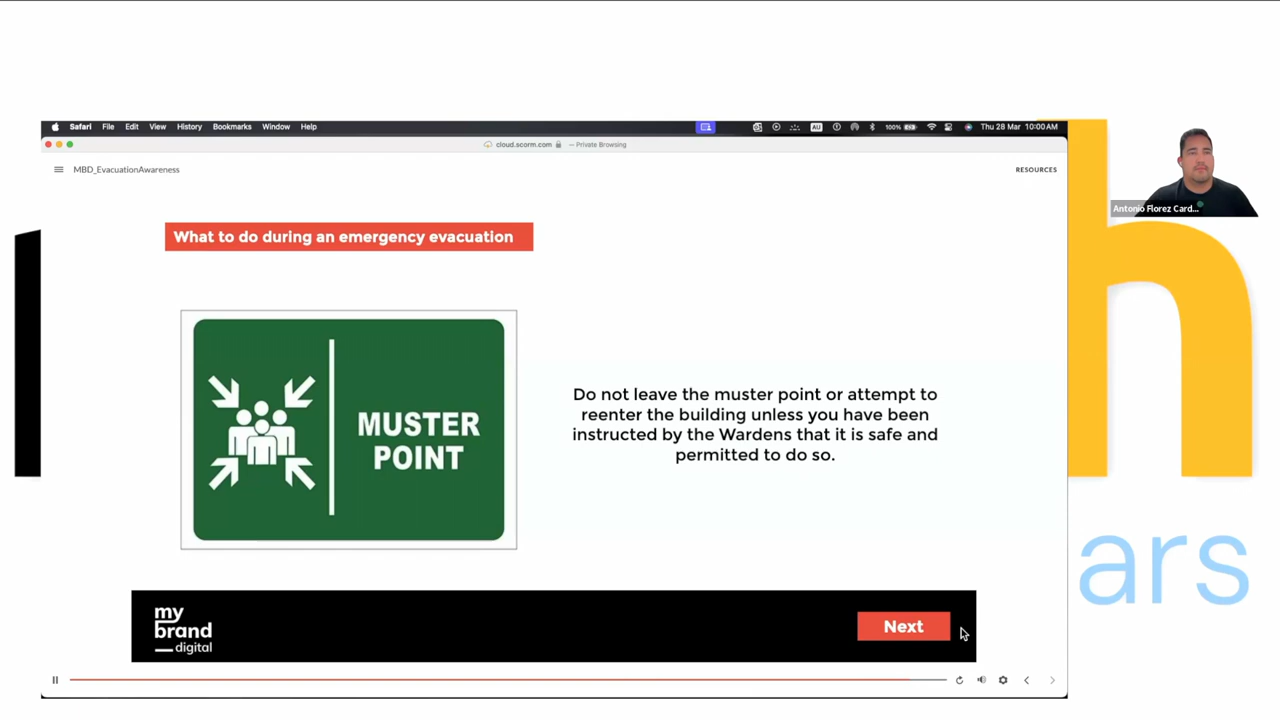 Safari File Edit View History Bookmarks Window Help AU 100% Thu 28 Mar 10:00 AM
cloud.scorm.com — Private Browsing
MBD_EvacuationAwareness RESOURCES
Antonio Florez Card...
What to do during an emergency evacuation
MUSTER
POINT
Do not leave the muster point or attempt to
reenter the building unless you have been
instructed by the Wardens that it is safe and
permitted to do so.
h
ars
my
brand
digital
Next